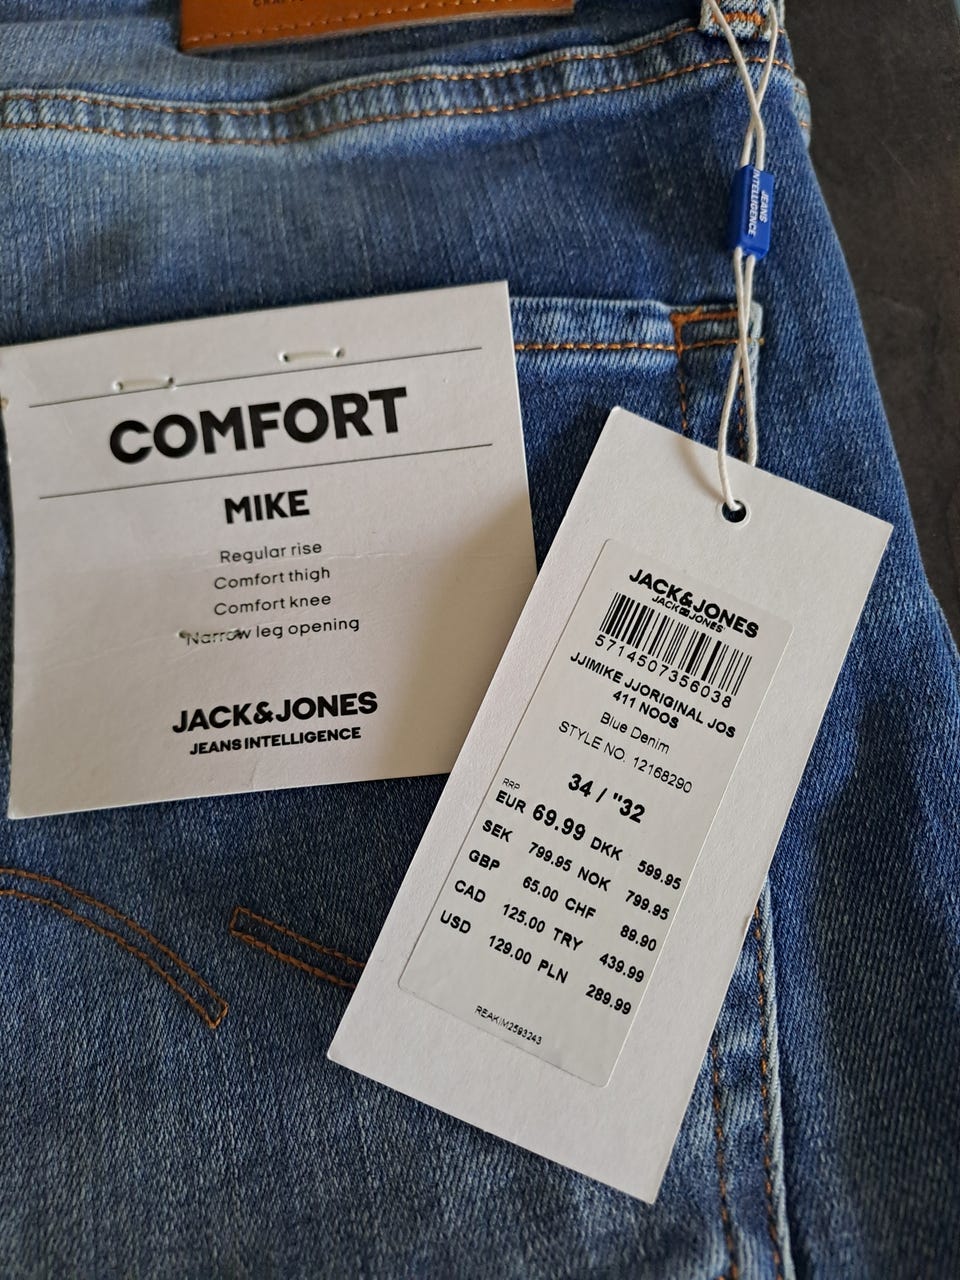 JEANS
INTELLIGENCE
COMFORT
MIKE
Regular rise
Comfort thigh
Comfort knee
Narrow leg opening
JACK&JONES
JEANS INTELLIGENCE
JACK&JONES
JACK&JONES
5714507356038
JJIMIKE JJORIGINAL JOS
411 NOOS
Blue Denim
STYLE NO. 12168290
34 / "32
RRP
EUR 69.99 DKK 599.95
SEK 799.95 NOK 799.95
GBP 65.00 CHF 89.90
CAD 125.00 TRY 439.99
USD 129.00 PLN 289.99
REAKIM2593243